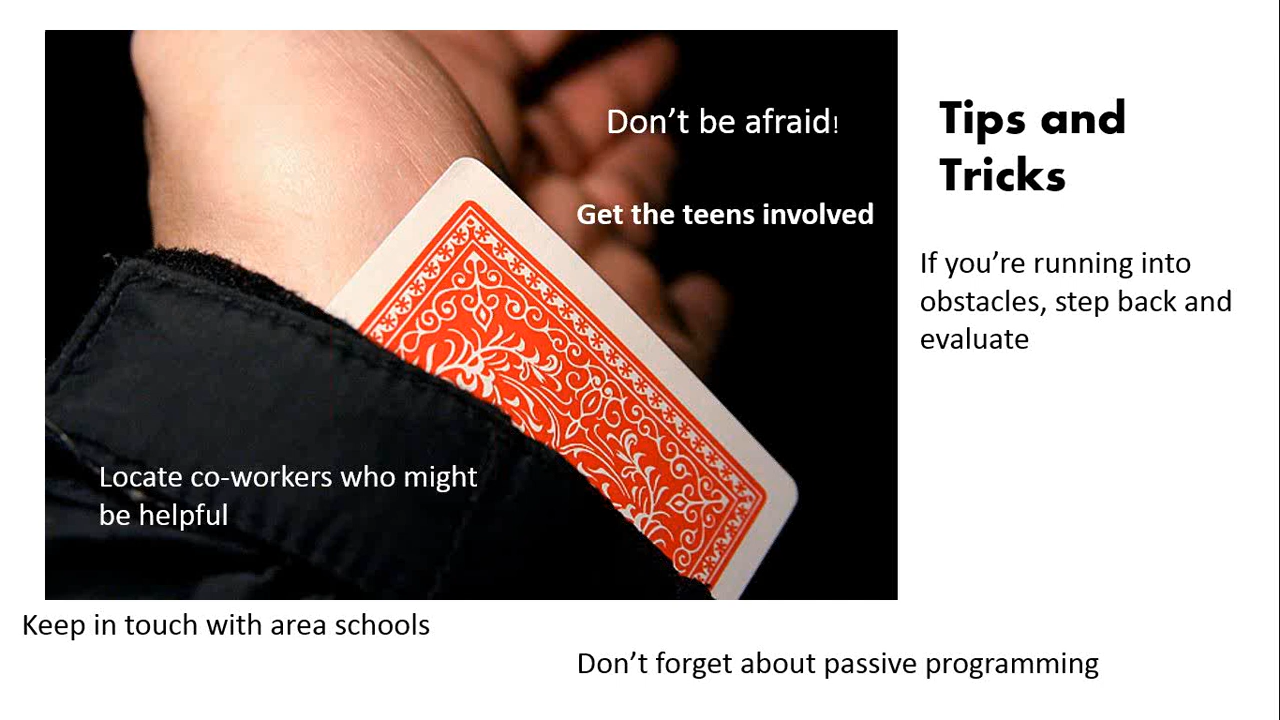 Don’t be afraid!
Tips and
Tricks
Get the teens involved
If you’re running into
obstacles, step back and
evaluate
Locate co-workers who might
be helpful
Keep in touch with area schools
Don’t forget about passive programming